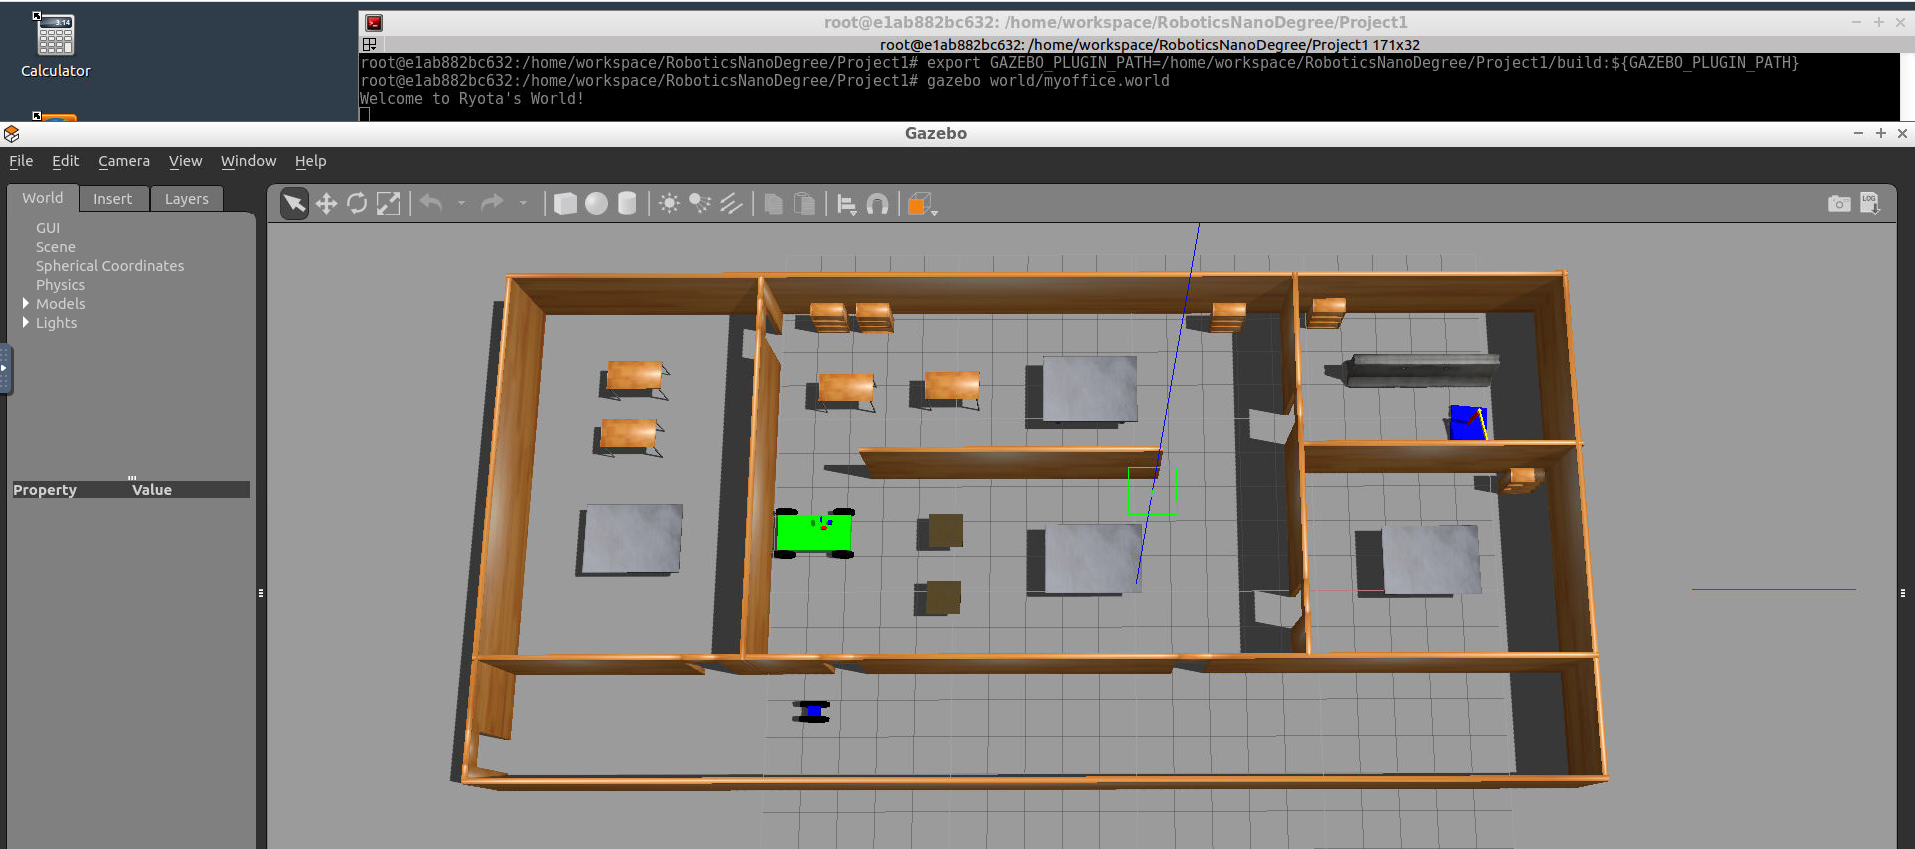 3.14
Calculator
root@e1ab882bc632: /home/workspace/RoboticsNanoDegree/Project1
root@e1ab882bc632: /home/workspace/RoboticsNanoDegree/Project1 171x32
root@e1ab882bc632:/home/workspace/RoboticsNanoDegree/Project1# export GAZEBO_PLUGIN_PATH=/home/workspace/RoboticsNanoDegree/Project1/build:${GAZEBO_PLUGIN_PATH}
root@e1ab882bc632:/home/workspace/RoboticsNanoDegree/Project1# gazebo world/myoffice.world
Welcome to Ryota's World!
Gazebo
File Edit Camera View Window Help
World Insert Layers
LOG
GUI
Scene
Spherical Coordinates
Physics
Models
Lights
Property Value